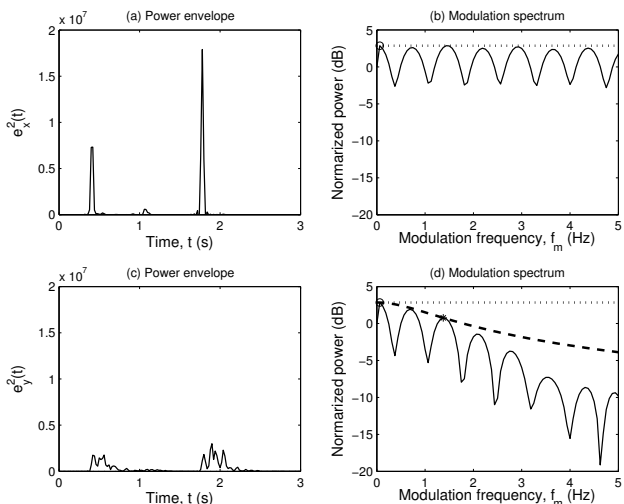 (a) Power envelope
x 10^7
2
1.5
1
0.5
0
e_x^2(t)
0 1 2 3
Time, t (s)
(b) Modulation spectrum
5
0
-5
-10
-15
-20
Normarized power (dB)
0 1 2 3 4 5
Modulation frequency, f_m (Hz)
(c) Power envelope
x 10^7
2
1.5
1
0.5
0
e_y^2(t)
0 1 2 3
Time, t (s)
(d) Modulation spectrum
5
0
-5
-10
-15
-20
Normarized power (dB)
0 1 2 3 4 5
Modulation frequency, f_m (Hz)